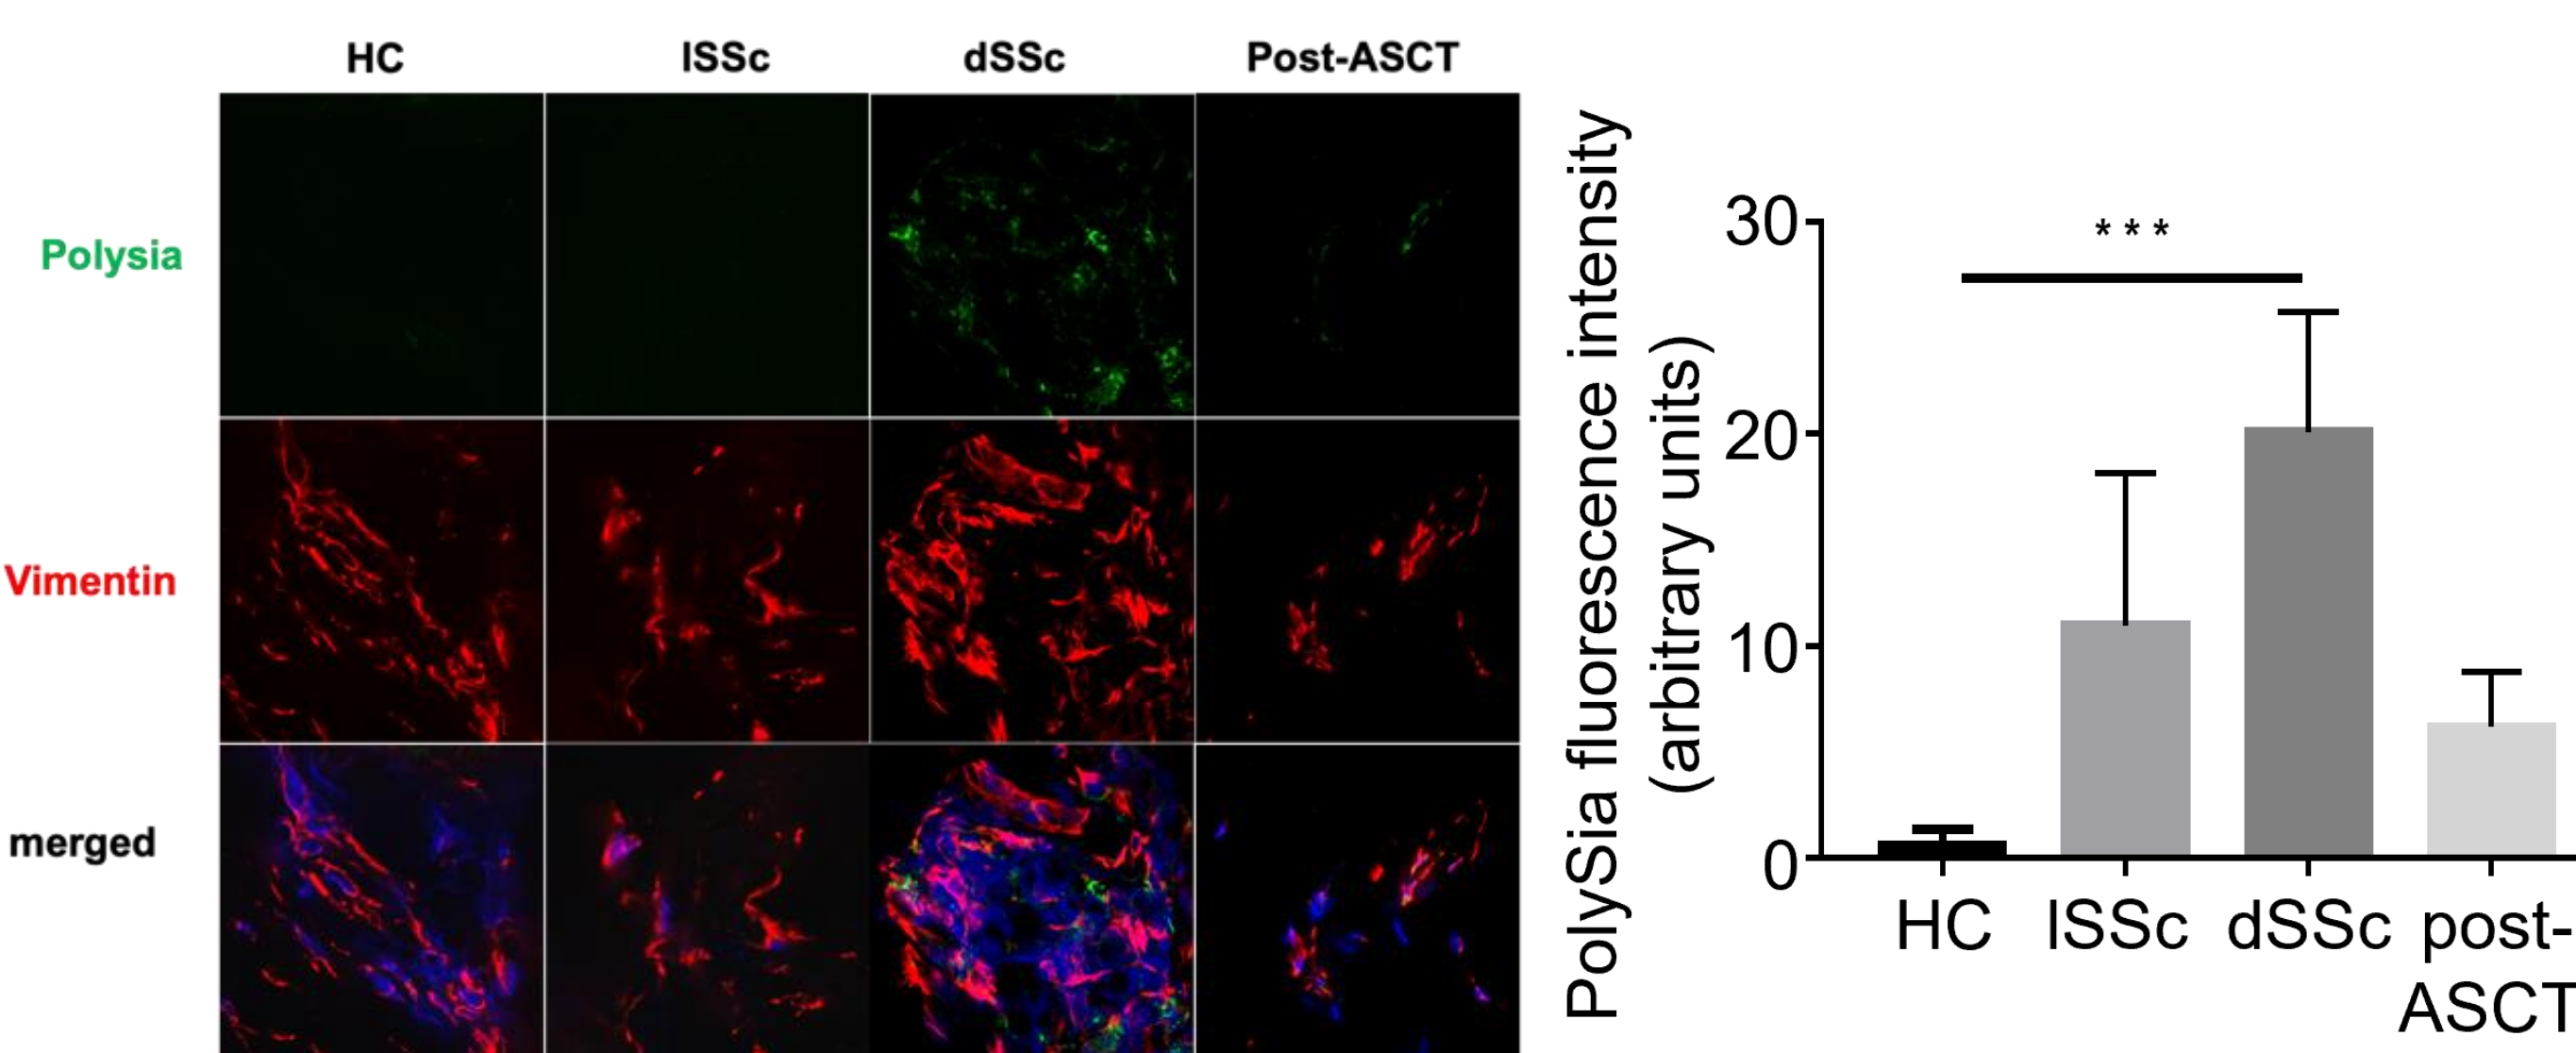 HC lSSc dSSc Post-ASCT
Polysia
Vimentin
merged
PolySia fluorescence intensity
(arbitrary units)
30
20
10
0
***
HC lSSc dSSc post-
ASCT